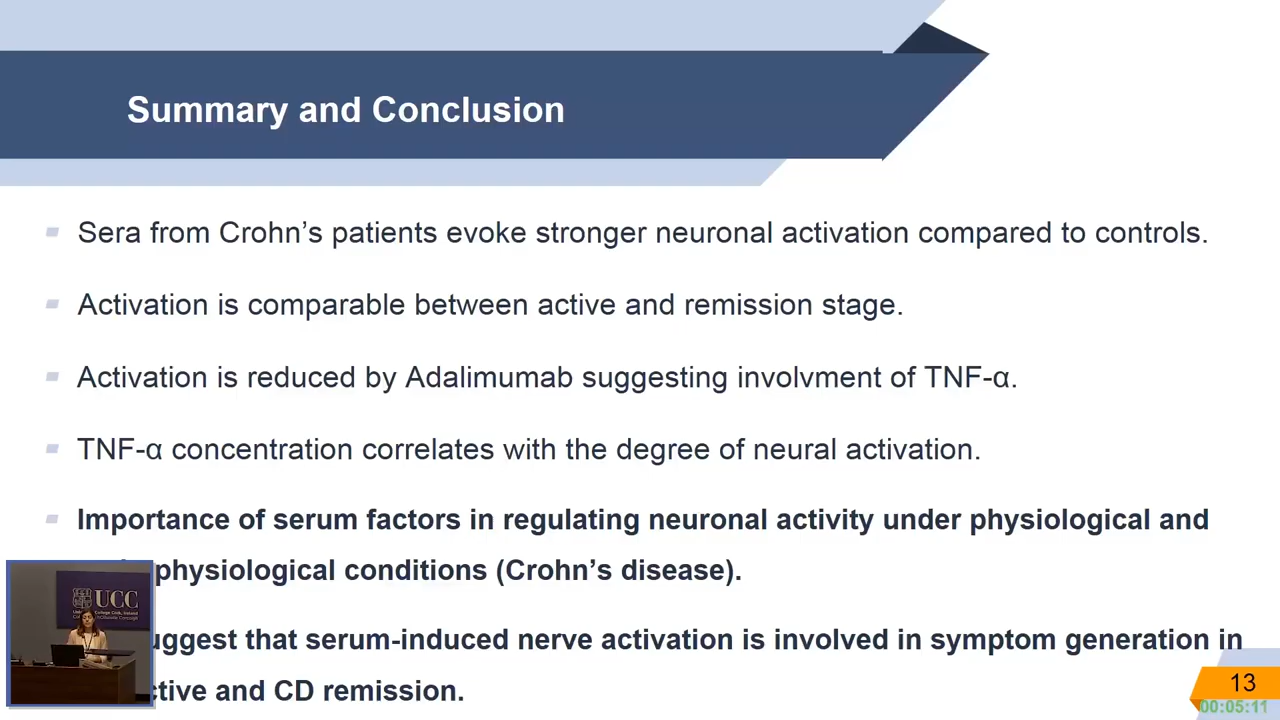 Summary and Conclusion
Sera from Crohn’s patients evoke stronger neuronal activation compared to controls.
Activation is comparable between active and remission stage.
Activation is reduced by Adalimumab suggesting involvment of TNF-α.
TNF-α concentration correlates with the degree of neural activation.
Importance of serum factors in regulating neuronal activity under physiological and
physiological conditions (Crohn’s disease).
UCC
uggest that serum-induced nerve activation is involved in symptom generation in
ctive and CD remission.
13
00:05:11